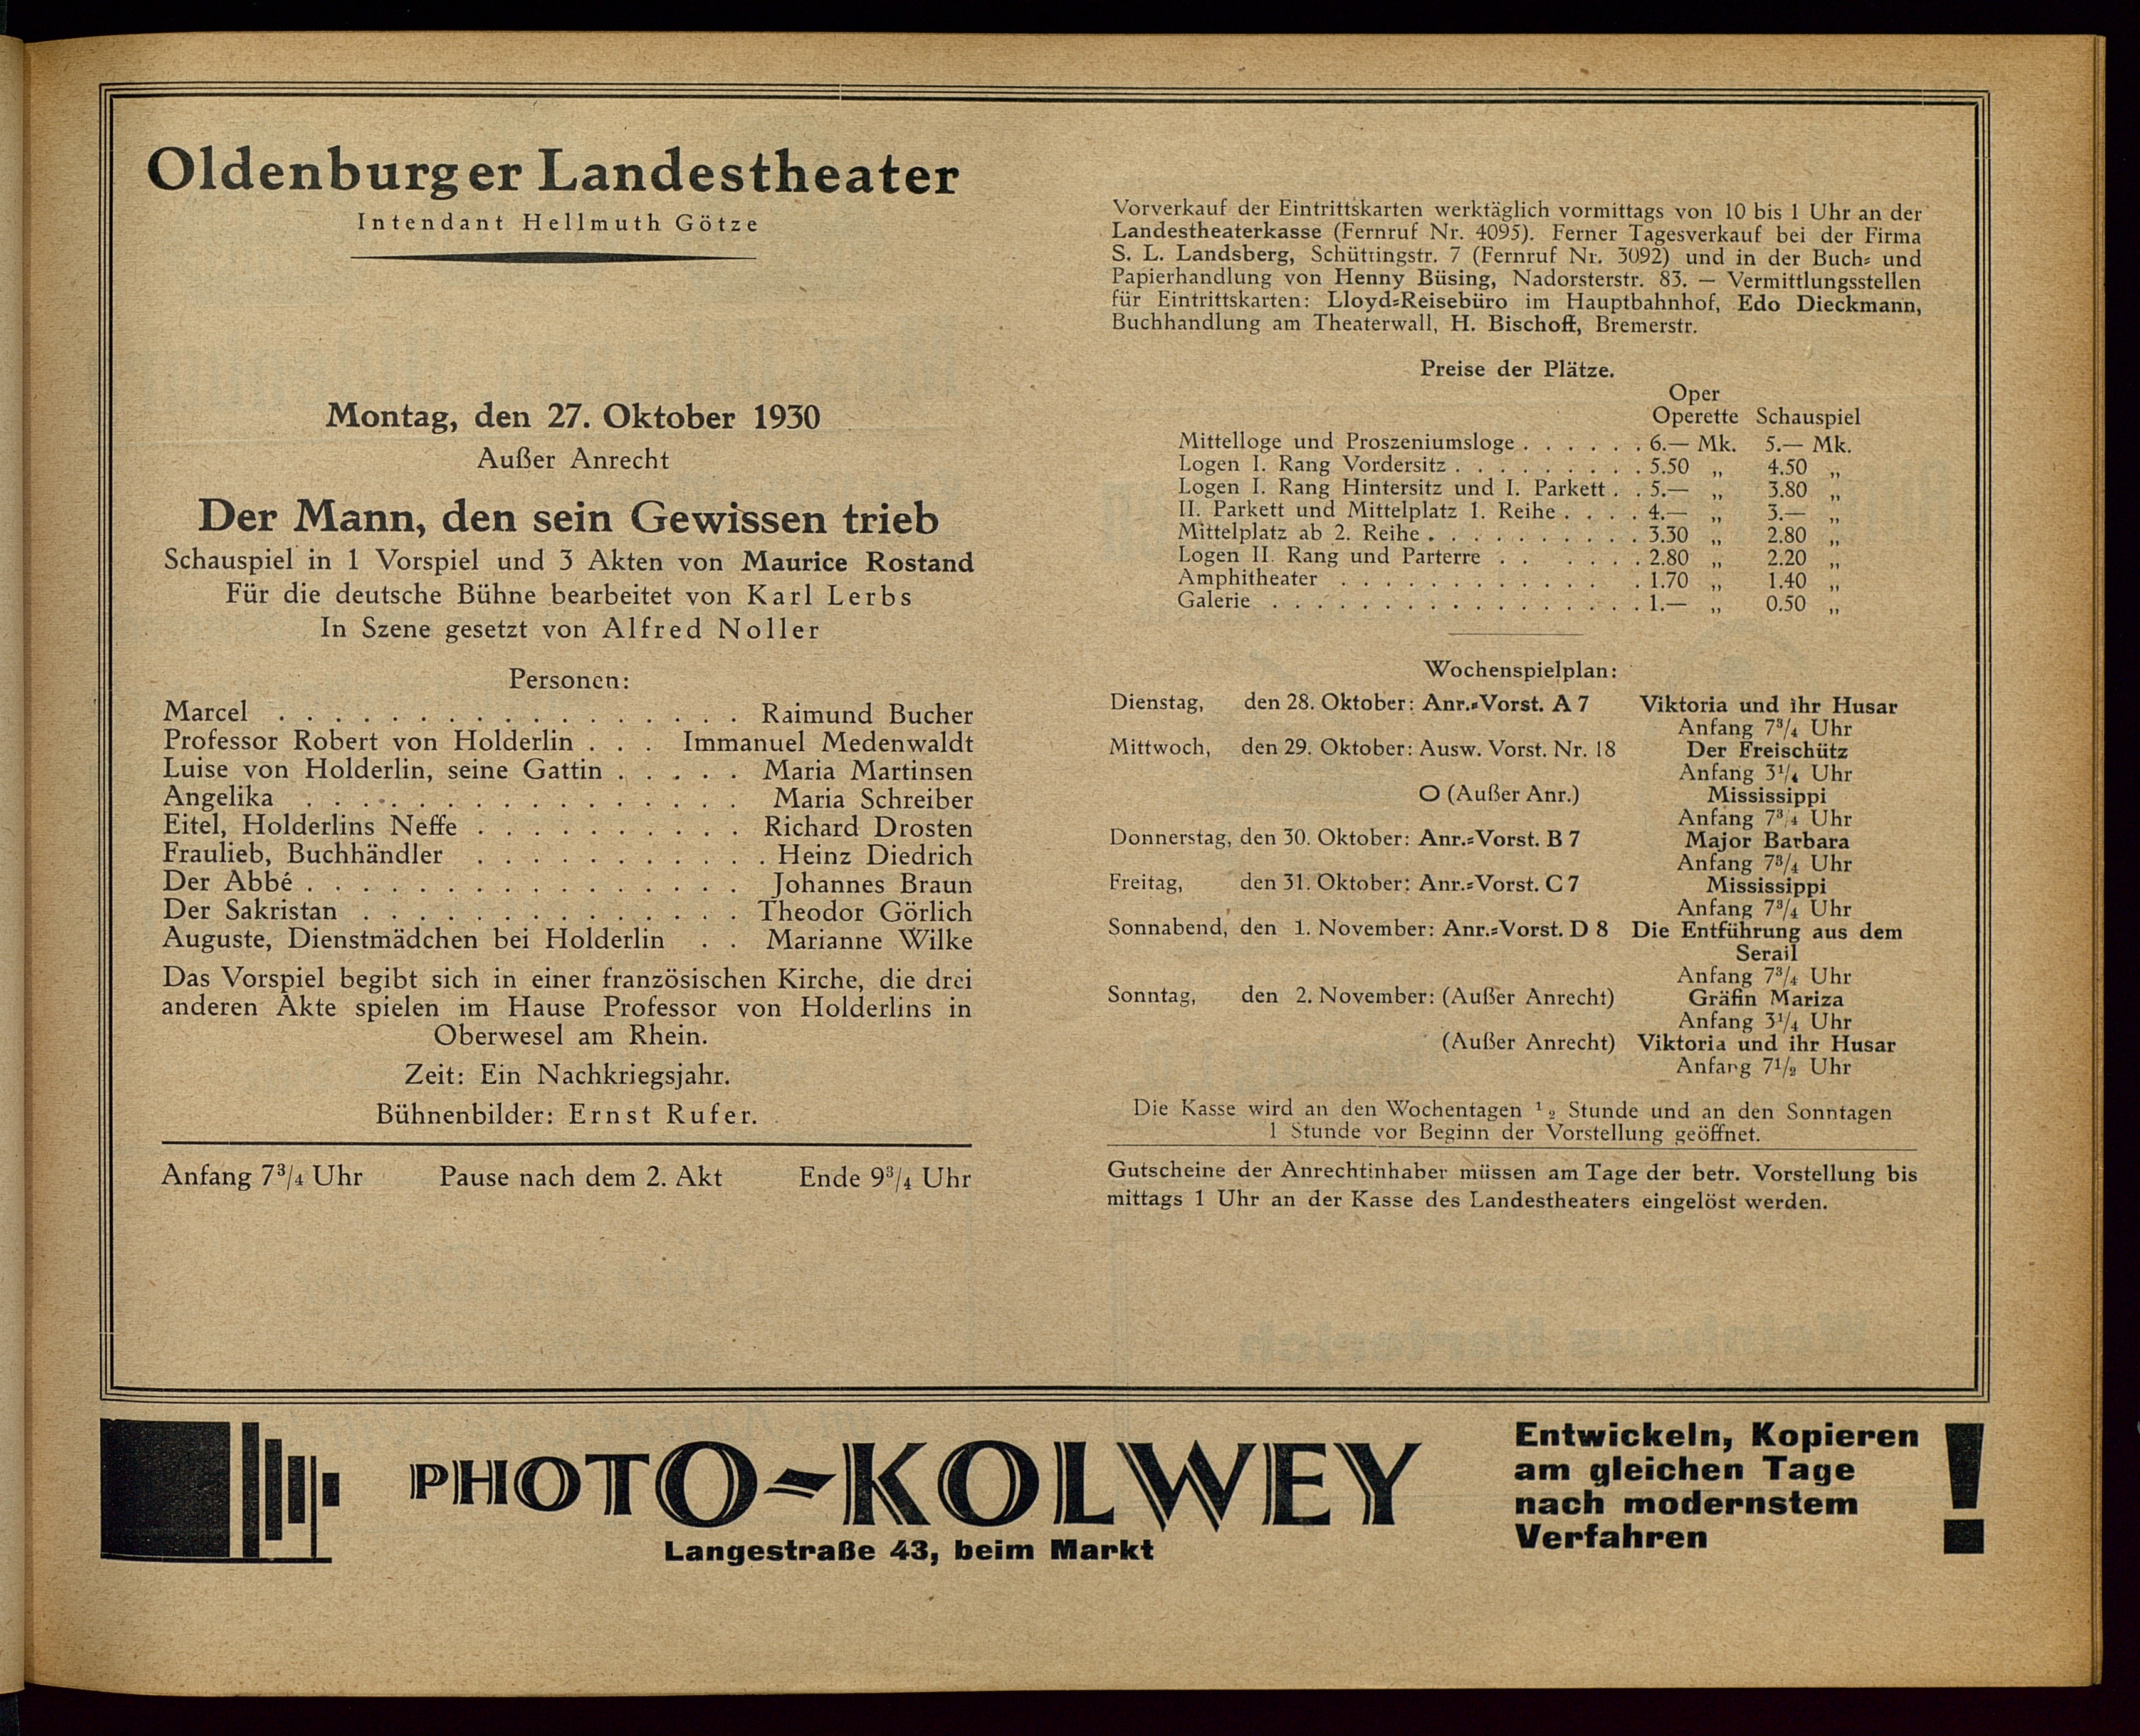 Oldenburger Landestheater
Intendant Hellmuth Götze
Montag, den 27. Oktober 1930
Außer Anrecht
Der Mann, den sein Gewissen trieb
Schauspiel in 1 Vorspiel und 3 Akten von Maurice Rostand
Für die deutsche Bühne bearbeitet von Karl Lerbs
In Szene gesetzt von Alfred Noller
Personen:
Marcel . . . . . . . . . . . . . . . . . Raimund Bucher
Professor Robert von Holderlin . . . Immanuel Medenwaldt
Luise von Holderlin, seine Gattin . . . . . Maria Martinsen
Angelika . . . . . . . . . . . . . . . . Maria Schreiber
Eitel, Holderlins Neffe . . . . . . . . . . Richard Drosten
Fraulieb, Buchhändler . . . . . . . . . . . Heinz Diedrich
Der Abbé . . . . . . . . . . . . . . . . Johannes Braun
Der Sakristan . . . . . . . . . . . . . . Theodor Görlich
Auguste, Dienstmädchen bei Holderlin . . Marianne Wilke
Das Vorspiel begibt sich in einer französischen Kirche, die drei
anderen Akte spielen im Hause Professor von Holderlins in
Oberwesel am Rhein.
Zeit: Ein Nachkriegsjahr.
Bühnenbilder: Ernst Rufer.
Anfang 7¾ Uhr Pause nach dem 2. Akt Ende 9¾ Uhr
Vorverkauf der Eintrittskarten werktäglich vormittags von 10 bis 1 Uhr an der
Landestheaterkasse (Fernruf Nr. 4095). Ferner Tagesverkauf bei der Firma
S. L. Landsberg, Schüttingstr. 7 (Fernruf Nr. 3092) und in der Buch- und
Papierhandlung von Henny Büsing, Nadorsterstr. 83. — Vermittlungsstellen
für Eintrittskarten: Lloyd-Reisebüro im Hauptbahnhof, Edo Dieckmann,
Buchhandlung am Theaterwall, H. Bischoff, Bremerstr.
Preise der Plätze.
Oper
Operette Schauspiel
Mittelloge und Proszeniumsloge . . . . . . 6.— Mk. 5.— Mk.
Logen I. Rang Vordersitz . . . . . . . . . 5.50 „ 4.50 „
Logen I. Rang Hintersitz und I. Parkett . . 5.— „ 3.80 „
II. Parkett und Mittelplatz 1. Reihe . . . . 4.— „ 3.— „
Mittelplatz ab 2. Reihe . . . . . . . . . . 3.30 „ 2.80 „
Logen II. Rang und Parterre . . . . . . 2.80 „ 2.20 „
Amphitheater . . . . . . . . . . . . . 1.70 „ 1.40 „
Galerie . . . . . . . . . . . . . . . . 1.— „ 0.50 „
Wochenspielplan:
Dienstag, den 28. Oktober: Anr.-Vorst. A 7 Viktoria und ihr Husar
Anfang 7¾ Uhr
Mittwoch, den 29. Oktober: Ausw. Vorst. Nr. 18 Der Freischütz
Anfang 3¼ Uhr
O (Außer Anr.) Mississippi
Anfang 7¾ Uhr
Donnerstag, den 30. Oktober: Anr.-Vorst. B 7 Major Barbara
Anfang 7¾ Uhr
Freitag, den 31. Oktober: Anr.-Vorst. C 7 Mississippi
Anfang 7¾ Uhr
Sonnabend, den 1. November: Anr.-Vorst. D 8 Die Entführung aus dem
Serail
Anfang 7¾ Uhr
Sonntag, den 2. November: (Außer Anrecht) Gräfin Mariza
Anfang 3¼ Uhr
(Außer Anrecht) Viktoria und ihr Husar
Anfang 7½ Uhr
Die Kasse wird an den Wochentagen ½ Stunde und an den Sonntagen
1 Stunde vor Beginn der Vorstellung geöffnet.
Gutscheine der Anrechtinhaber müssen am Tage der betr. Vorstellung bis
mittags 1 Uhr an der Kasse des Landestheaters eingelöst werden.
PHOTO-KOLWEY
Langestraße 43, beim Markt
Entwickeln, Kopieren
am gleichen Tage
nach modernstem
Verfahren !